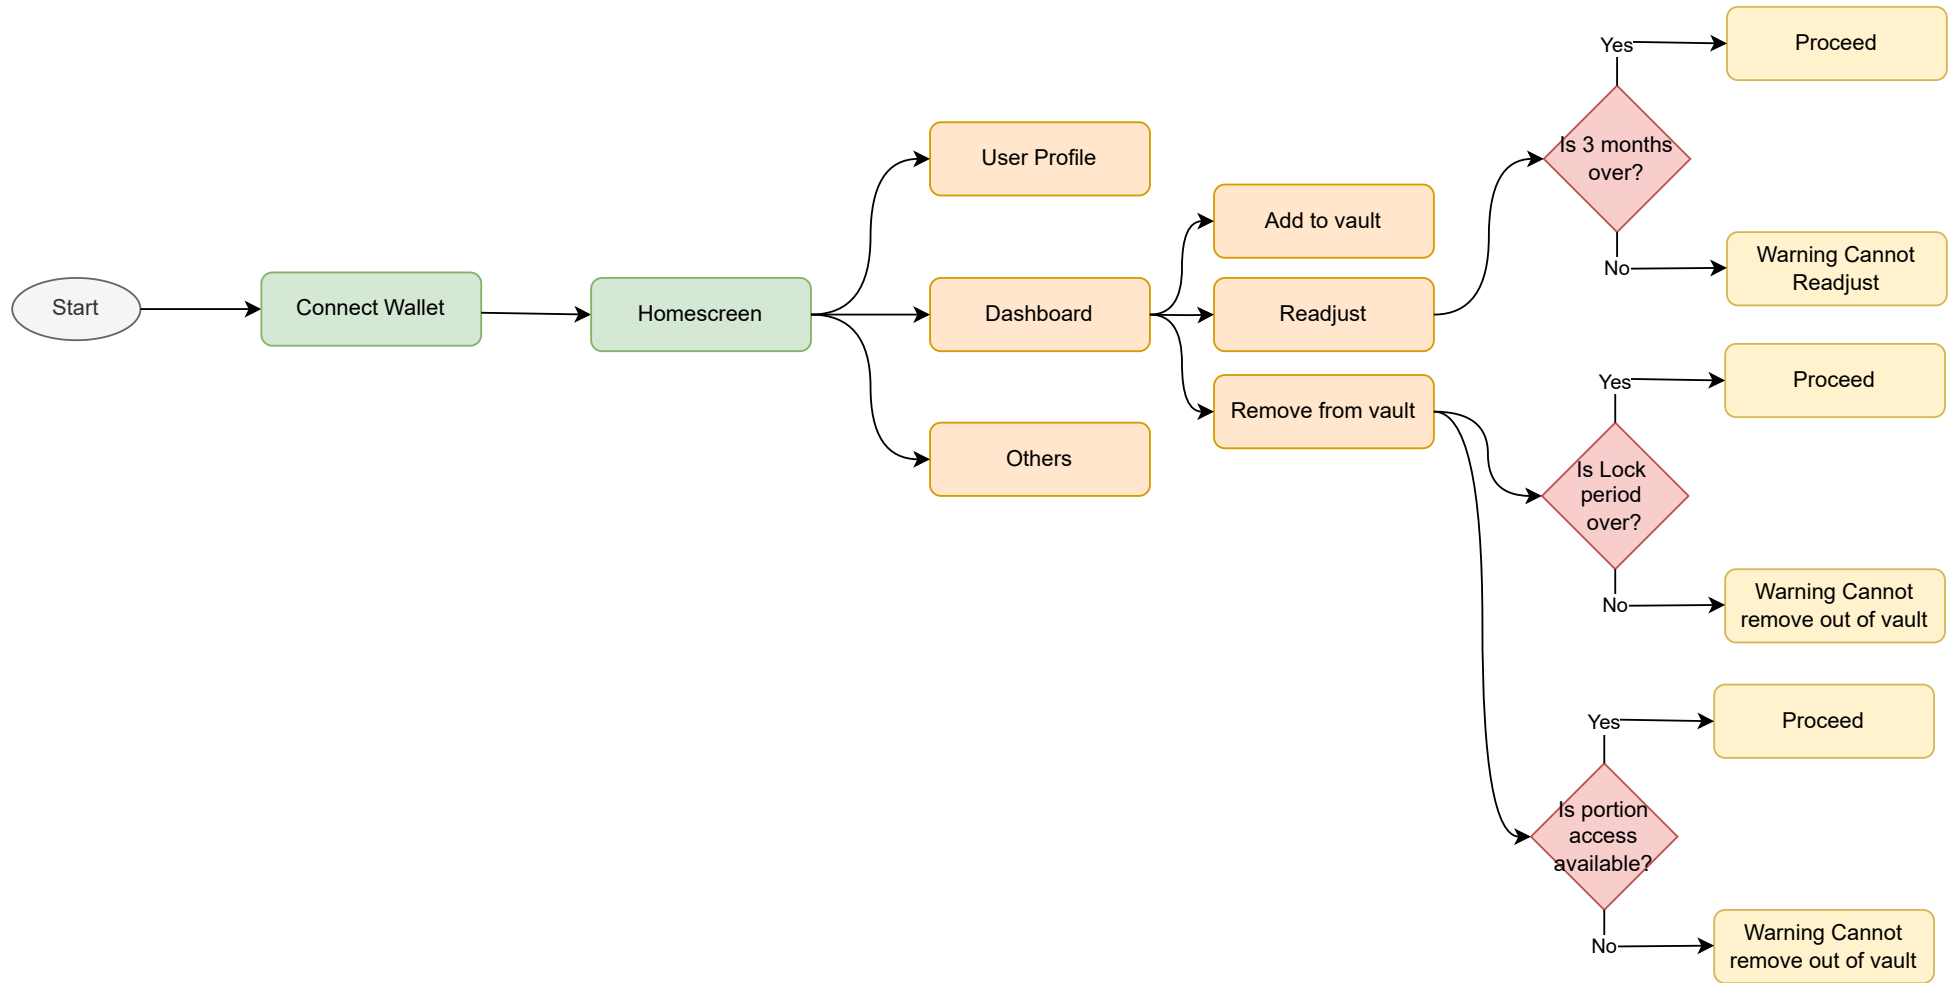 Start
Connect Wallet
Homescreen
User Profile
Dashboard
Others
Add to vault
Readjust
Remove from vault
Is 3 months
over?
Yes
Proceed
No
Warning Cannot
Readjust
Is Lock
period
over?
Yes
Proceed
No
Warning Cannot
remove out of vault
Is portion
access
available?
Yes
Proceed
No
Warning Cannot
remove out of vault